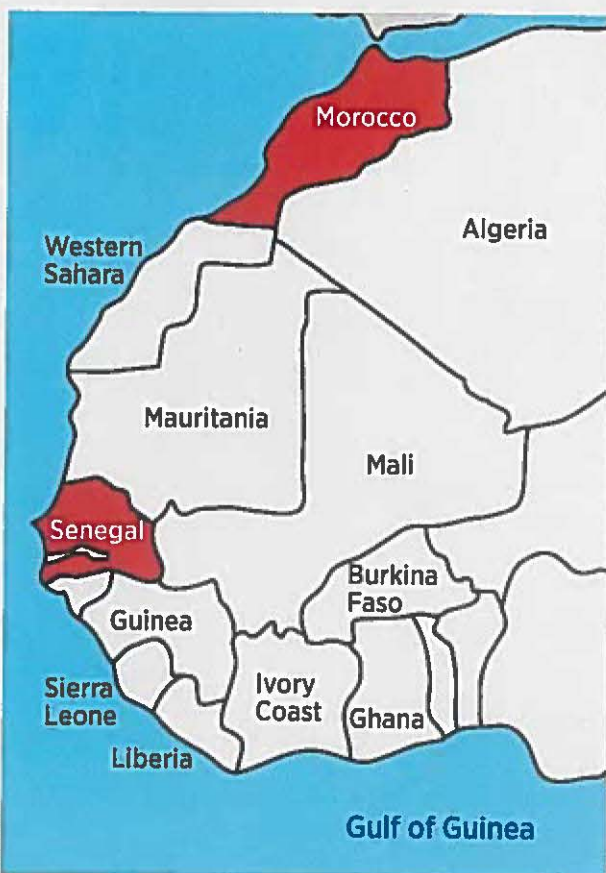 Morocco
Algeria
Western
Sahara
Mauritania
Mali
Senegal
Burkina
Faso
Guinea
Ivory
Coast
Ghana
Sierra
Leone
Liberia
Gulf of Guinea